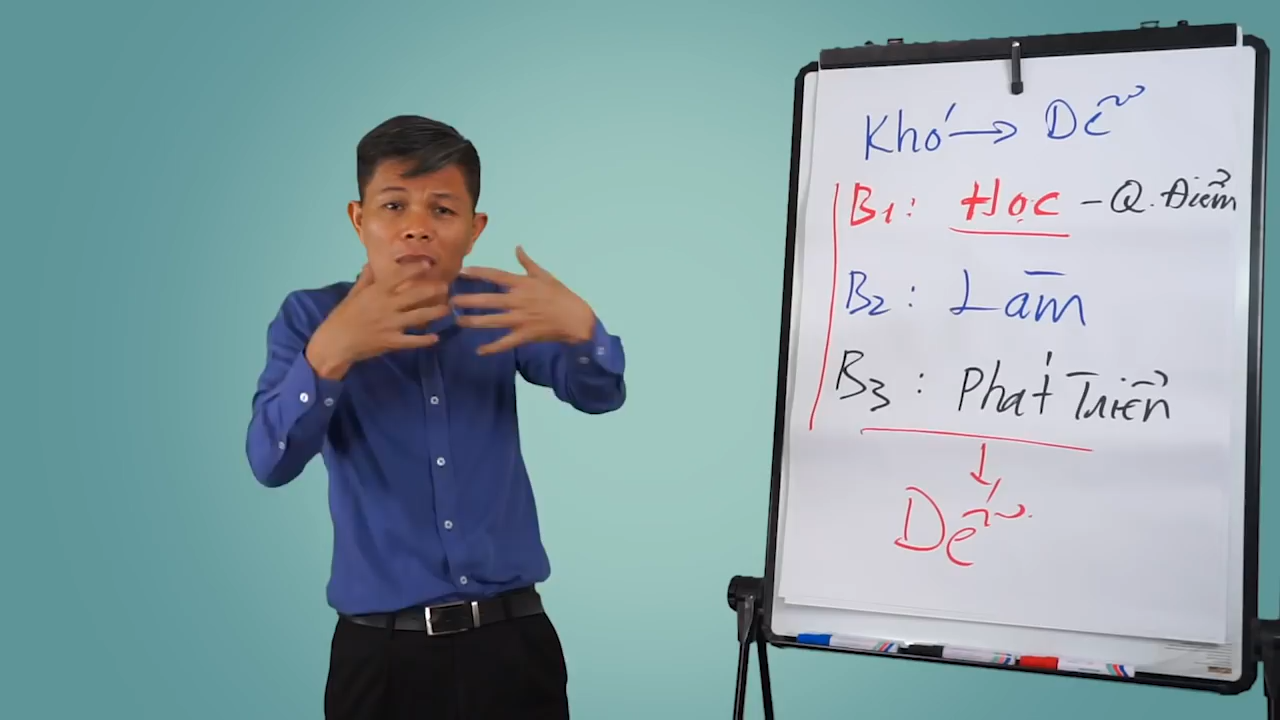 Khó → Dễ
B1: Học - Q. Điểm
B2: Làm
B3: Phát Triển
↓
Dễ